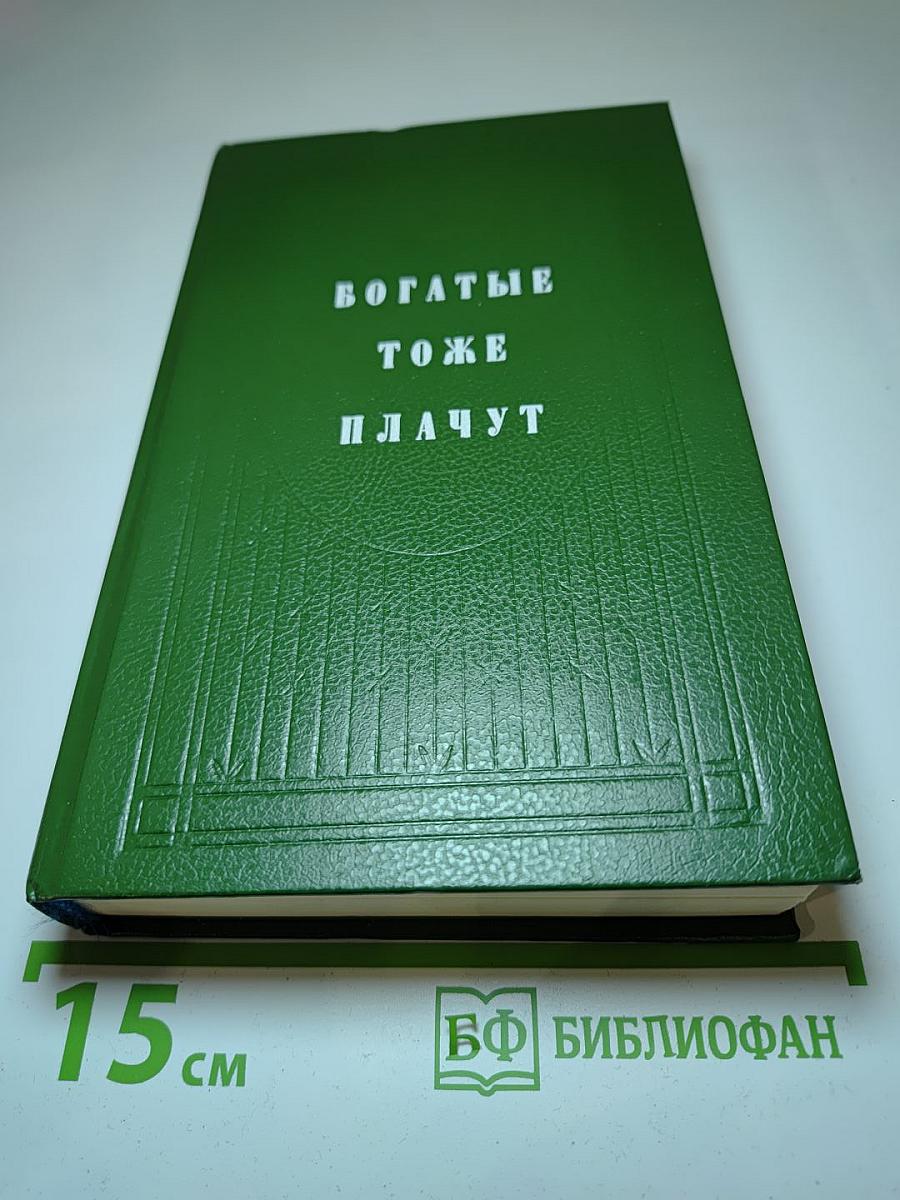 БОГАТЫЕ
ТОЖЕ
ПЛАЧУТ
15 см
БФ БИБЛИОФАН